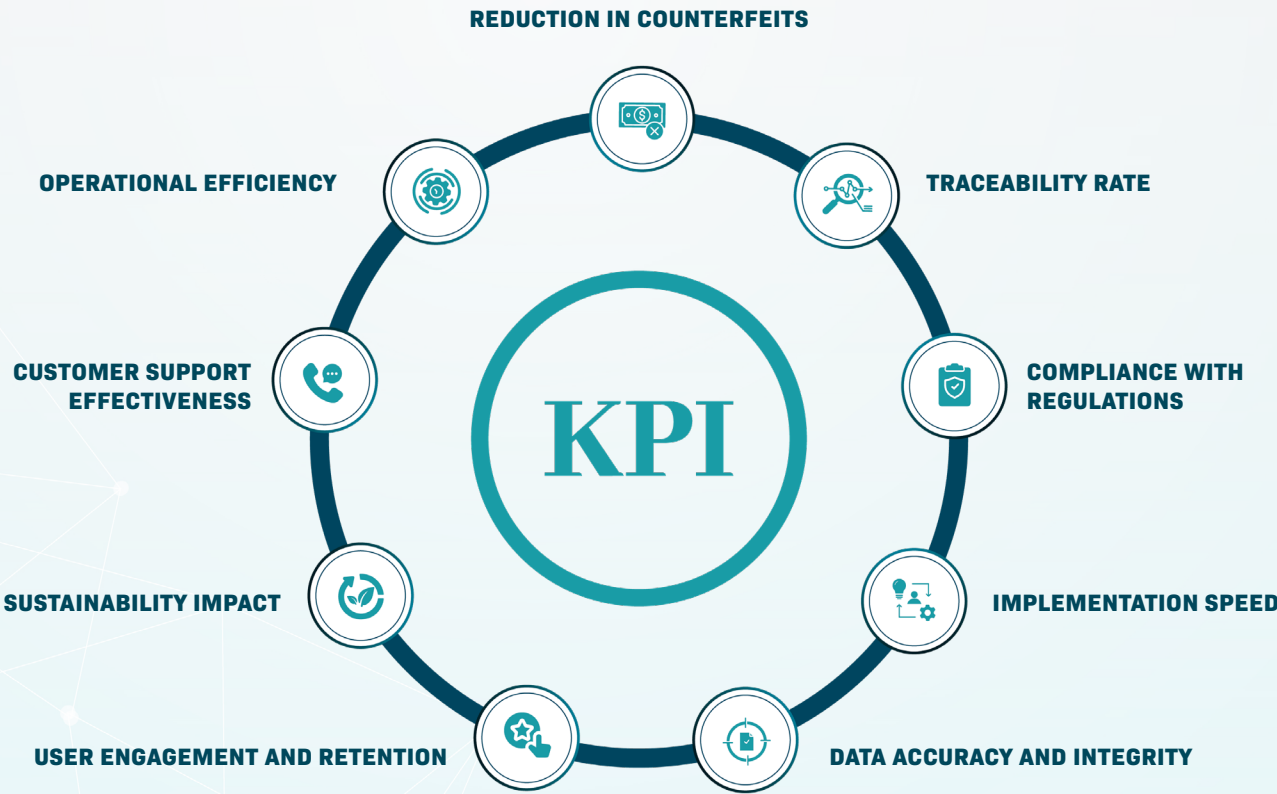 REDUCTION IN COUNTERFEITS
OPERATIONAL EFFICIENCY
TRACEABILITY RATE
CUSTOMER SUPPORT
EFFECTIVENESS
COMPLIANCE WITH
REGULATIONS
KPI
SUSTAINABILITY IMPACT
IMPLEMENTATION SPEED
USER ENGAGEMENT AND RETENTION
DATA ACCURACY AND INTEGRITY